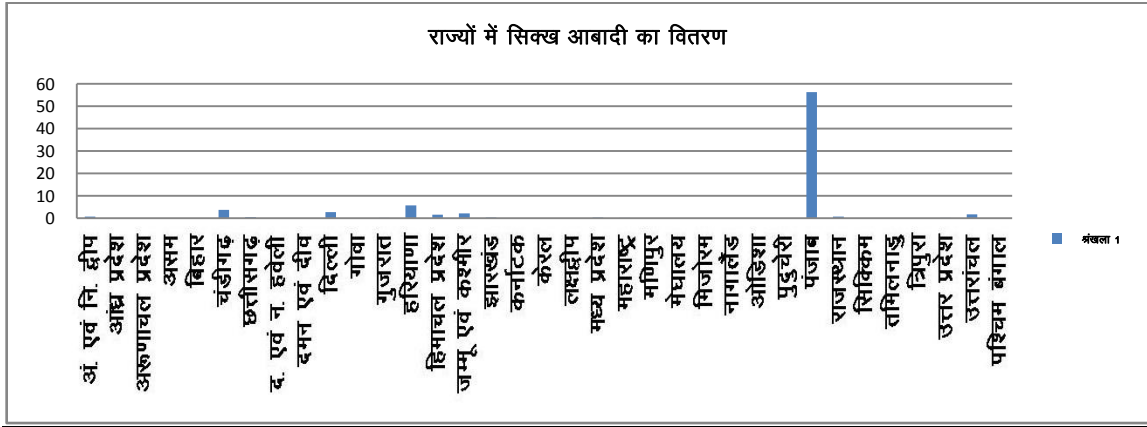 राज्यों में सिक्ख आबादी का वितरण
60
50
40
30
20
10
0
अं. एवं नि. द्वीप
आंध्र प्रदेश
अरूणाचल प्रदेश
असम
बिहार
चंडीगढ़
छत्तीसगढ़
द. एवं न. हवेली
दमन एवं दीव
दिल्ली
गोवा
गुजरात
हरियाणा
हिमाचल प्रदेश
जम्मू एवं कश्मीर
झारखंड
कर्नाटक
केरल
लक्षद्वीप
मध्य प्रदेश
महाराष्ट्र
मणिपुर
मेघालय
मिजोरम
नागालैंड
ओडिशा
पुडुचेरी
पंजाब
राजस्थान
सिक्किम
तमिलनाडु
त्रिपुरा
उत्तर प्रदेश
उत्तरांचल
पश्चिम बंगाल
श्रंखला 1